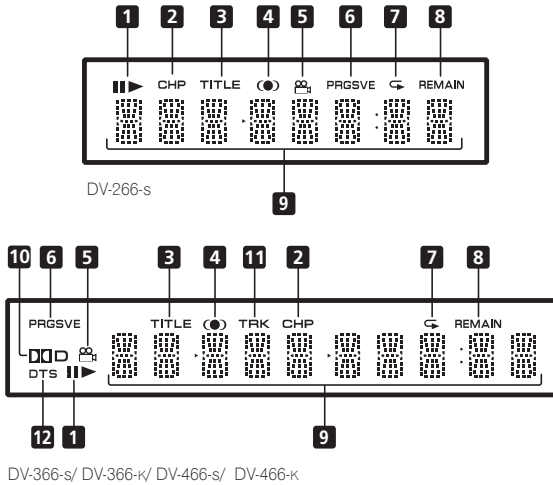 1 2 3 4 5 6 7 8
CHP TITLE PRGSVE REMAIN
9
DV-266-s
10 6 5 3 4 11 2 7 8
PRGSVE TITLE TRK CHP REMAIN
D
DTS
12 1 9
DV-366-s/ DV-366-K/ DV-466-s/ DV-466-K